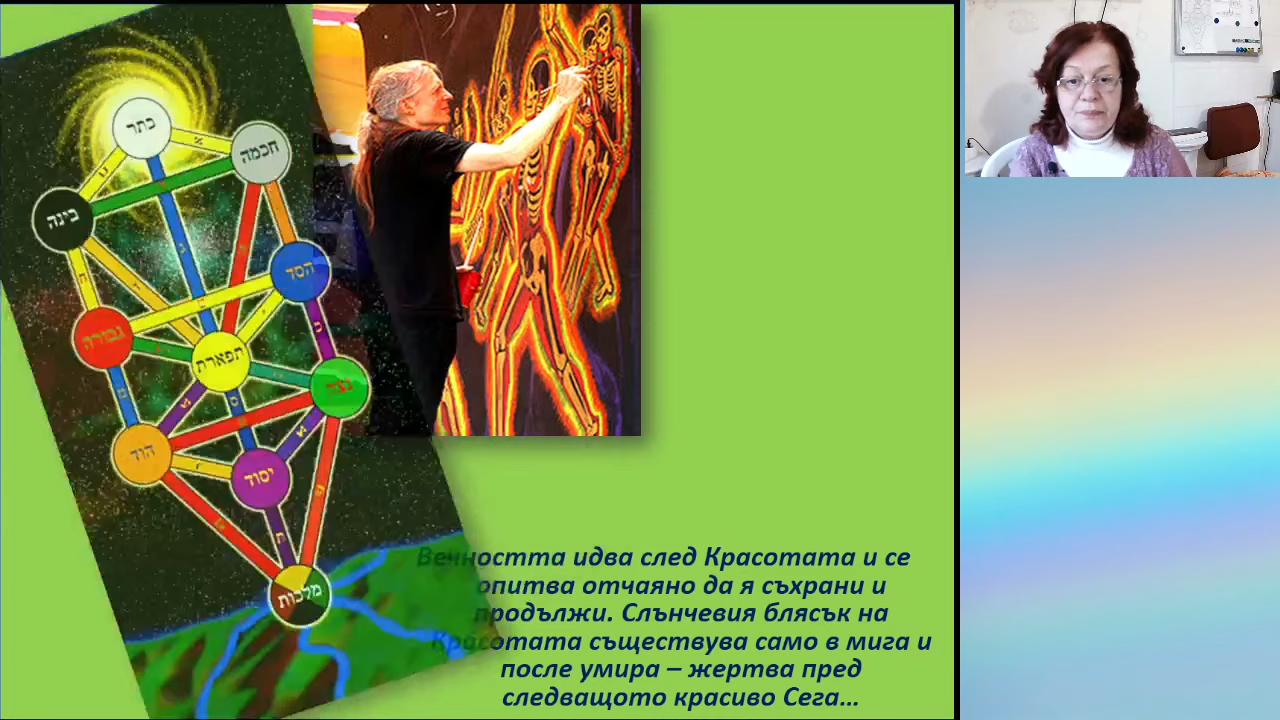 כתר
חכמה
בינה
חסד
גבורה
תפארת
נצח
הוד
יסוד
מלכות
Вечността идва след Красотата и се
опитва отчаяно да я съхрани и
продължи. Слънчевия блясък на
Красотата съществува само в мига и
после умира – жертва пред
следващото красиво Сега...